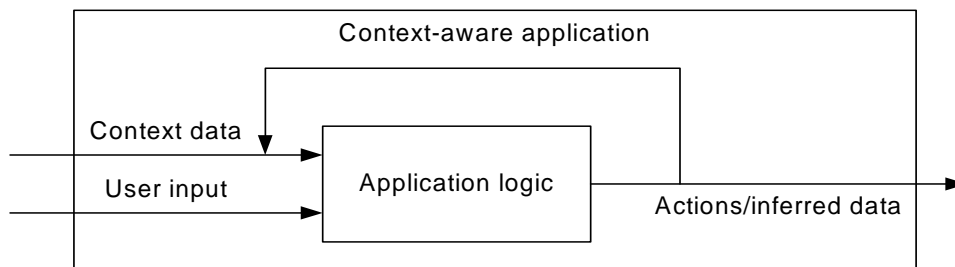 Context-aware application
Context data
User input
Application logic
Actions/inferred data